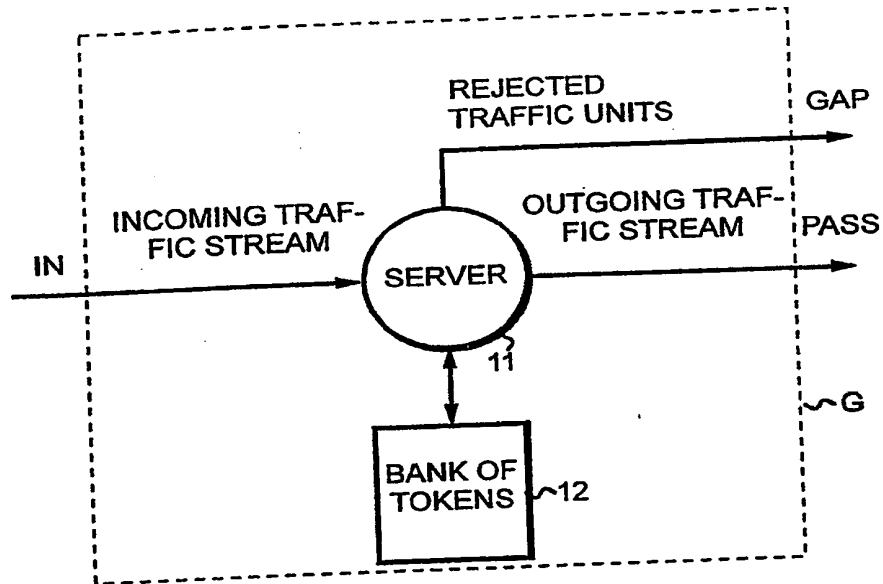 REJECTED
TRAFFIC UNITS
GAP
INCOMING TRAF-
FIC STREAM
OUTGOING TRAF-
FIC STREAM
IN
PASS
SERVER
11
G
BANK OF
TOKENS
12